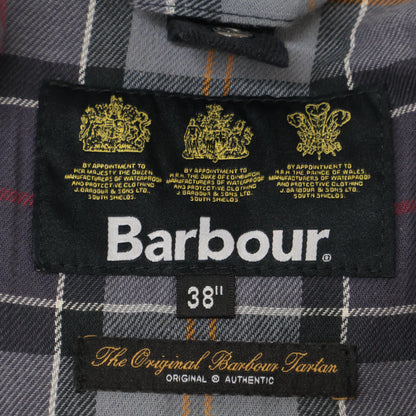 BY APPOINTMENT TO
H.R. MAJESTY THE QUEEN
MANUFACTURERS OF WATERPROOF
AND PROTECTIVE CLOTHING
J. BARBOUR & SONS LTD.
SOUTH SHIELDS.
BY APPOINTMENT TO
H.R.H. THE DUKE OF EDINBURGH
MANUFACTURERS OF WATERPROOF
AND PROTECTIVE CLOTHING
J. BARBOUR & SONS LTD
SOUTH SHIELDS
BY APPOINTMENT TO
H.R.H. THE PRINCE OF WALES
MANUFACTURERS OF WATERPROOF
AND PROTECTIVE CLOTHING
J. BARBOUR & SONS LTD
SOUTH SHIELDS.
Barbour®
38"
The Original Barbour Tartan
ORIGINAL ® AUTHENTIC